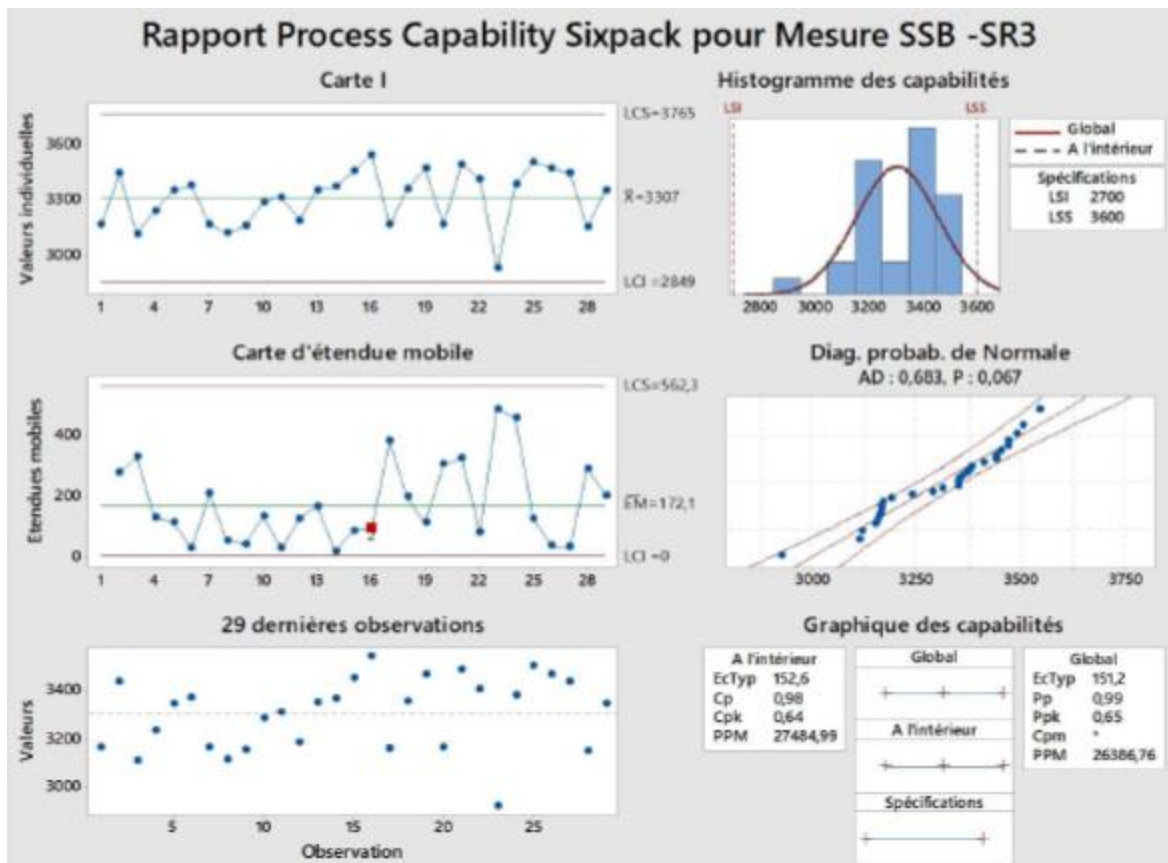 Rapport Process Capability Sixpack pour Mesure SSB -SR3
Carte I
Valeurs individuelles
3600
3300
3000
LCS=3765
X̄=3307
LCI =2849
1 4 7 10 13 16 19 22 25 28
Histogramme des capabilités
LSI LSS
2800 3000 3200 3400 3600
Global
A l'intérieur
Spécifications
LSI 2700
LSS 3600
Carte d'étendue mobile
Etendues mobiles
400
200
0
LCS=562,3
E̅M̅=172,1
LCI =0
1 4 7 10 13 16 19 22 25 28
Diag. probab. de Normale
AD : 0,683, P : 0,067
3000 3250 3500 3750
29 dernières observations
Valeurs
3400
3200
3000
5 10 15 20 25
Observation
Graphique des capabilités
A l'intérieur
EcTyp 152,6
Cp 0,98
Cpk 0,64
PPM 27484,99
Global
A l'intérieur
Spécifications
Global
EcTyp 151,2
Pp 0,99
Ppk 0,65
Cpm *
PPM 26386,76